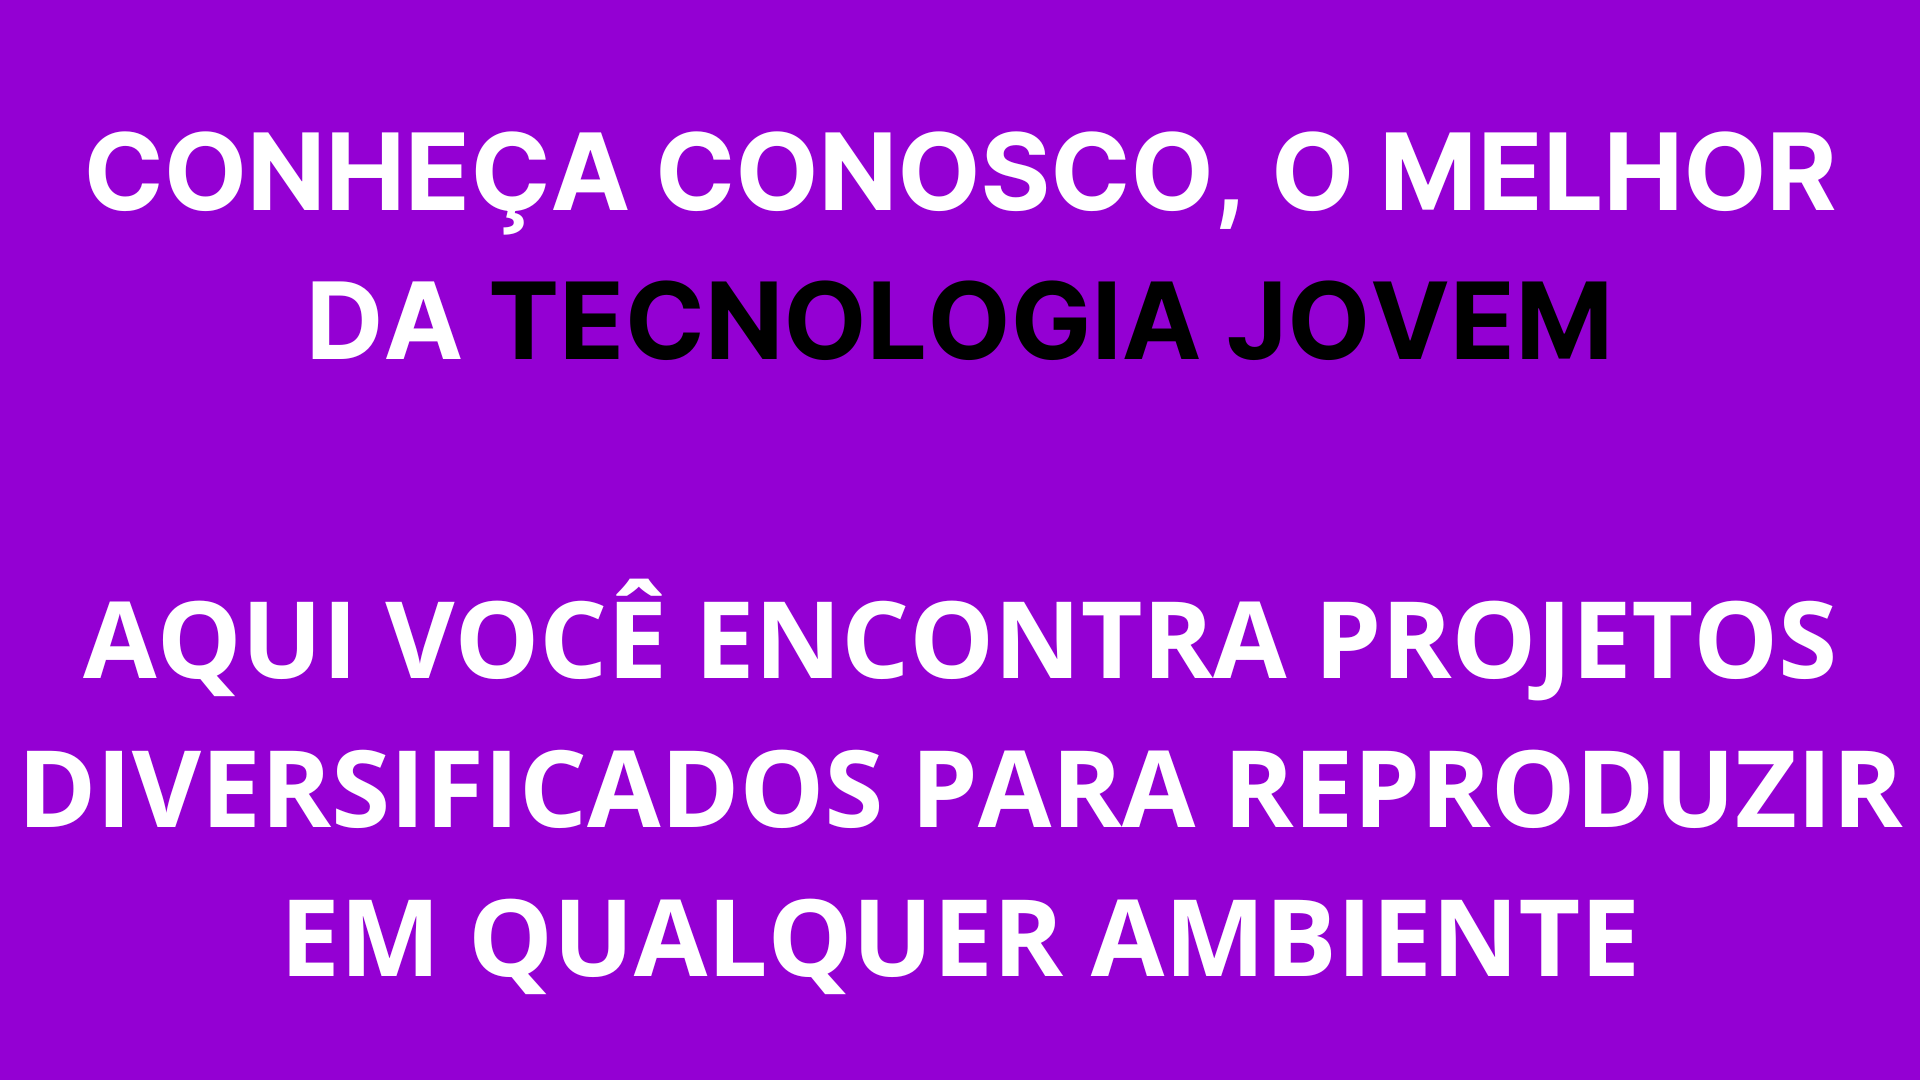 CONHEÇA CONOSCO, O MELHOR
DA TECNOLOGIA JOVEM
AQUI VOCÊ ENCONTRA PROJETOS
DIVERSIFICADOS PARA REPRODUZIR
EM QUALQUER AMBIENTE